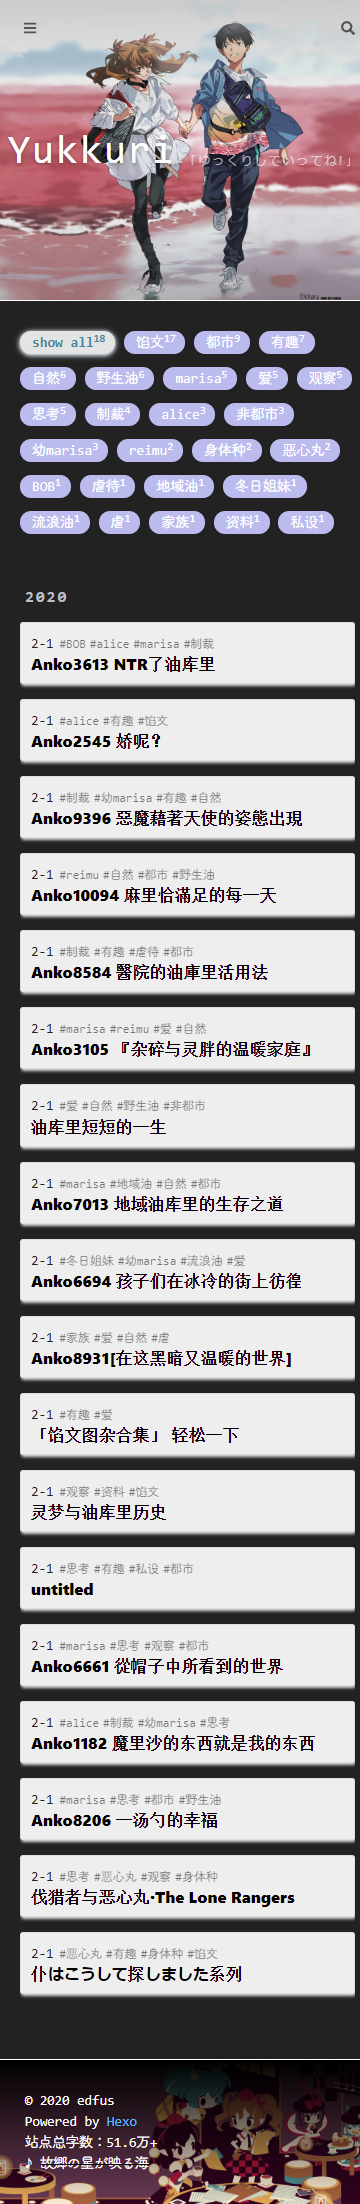 Yukkuri 「ゆっくりしていってね!」
show all18 馅文17 都市9 有趣7
自然6 野生油6 marisa5 爱5 观察5
思考5 制裁4 alice3 非都市3
幼marisa3 reimu2 身体种2 恶心丸2
BOB1 虐待1 地域油1 冬日姐妹1
流浪油1 虐1 家族1 资料1 私设1
2020
2-1 #BOB #alice #marisa #制裁
Anko3613 NTR了油库里
2-1 #alice #有趣 #馅文
Anko2545 娇呢？
2-1 #制裁 #幼marisa #有趣 #自然
Anko9396 惡魔藉著天使的姿態出現
2-1 #reimu #自然 #都市 #野生油
Anko10094 麻里恰滿足的每一天
2-1 #制裁 #有趣 #虐待 #都市
Anko8584 醫院的油庫里活用法
2-1 #marisa #reimu #爱 #自然
Anko3105 『杂碎与灵胖的温暖家庭』
2-1 #爱 #自然 #野生油 #非都市
油库里短短的一生
2-1 #marisa #地域油 #自然 #都市
Anko7013 地域油库里的生存之道
2-1 #冬日姐妹 #幼marisa #流浪油 #爱
Anko6694 孩子们在冰冷的街上彷徨
2-1 #家族 #爱 #自然 #虐
Anko8931[在这黑暗又温暖的世界]
2-1 #有趣 #爱
「馅文图杂合集」 轻松一下
2-1 #观察 #资料 #馅文
灵梦与油库里历史
2-1 #思考 #有趣 #私设 #都市
untitled
2-1 #marisa #思考 #观察 #都市
Anko6661 從帽子中所看到的世界
2-1 #alice #制裁 #幼marisa #思考
Anko1182 魔里沙的东西就是我的东西
2-1 #marisa #思考 #都市 #野生油
Anko8206 一汤勺的幸福
2-1 #思考 #恶心丸 #观察 #身体种
伐猎者与恶心丸·The Lone Rangers
2-1 #恶心丸 #有趣 #身体种 #馅文
仆はこうして探しました系列
© 2020 edfus
Powered by Hexo
站点总字数：51.6万+
♪ 故郷の星が映る海